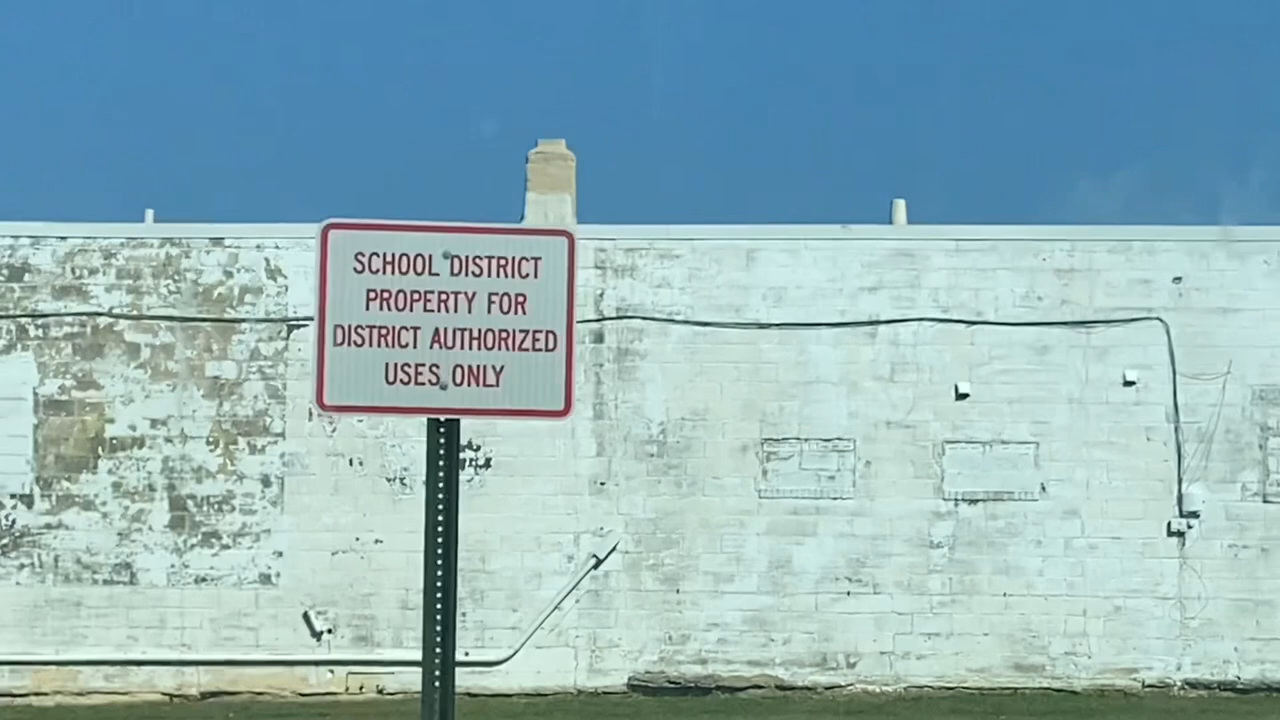 SCHOOL DISTRICT
PROPERTY FOR
DISTRICT AUTHORIZED
USES ONLY